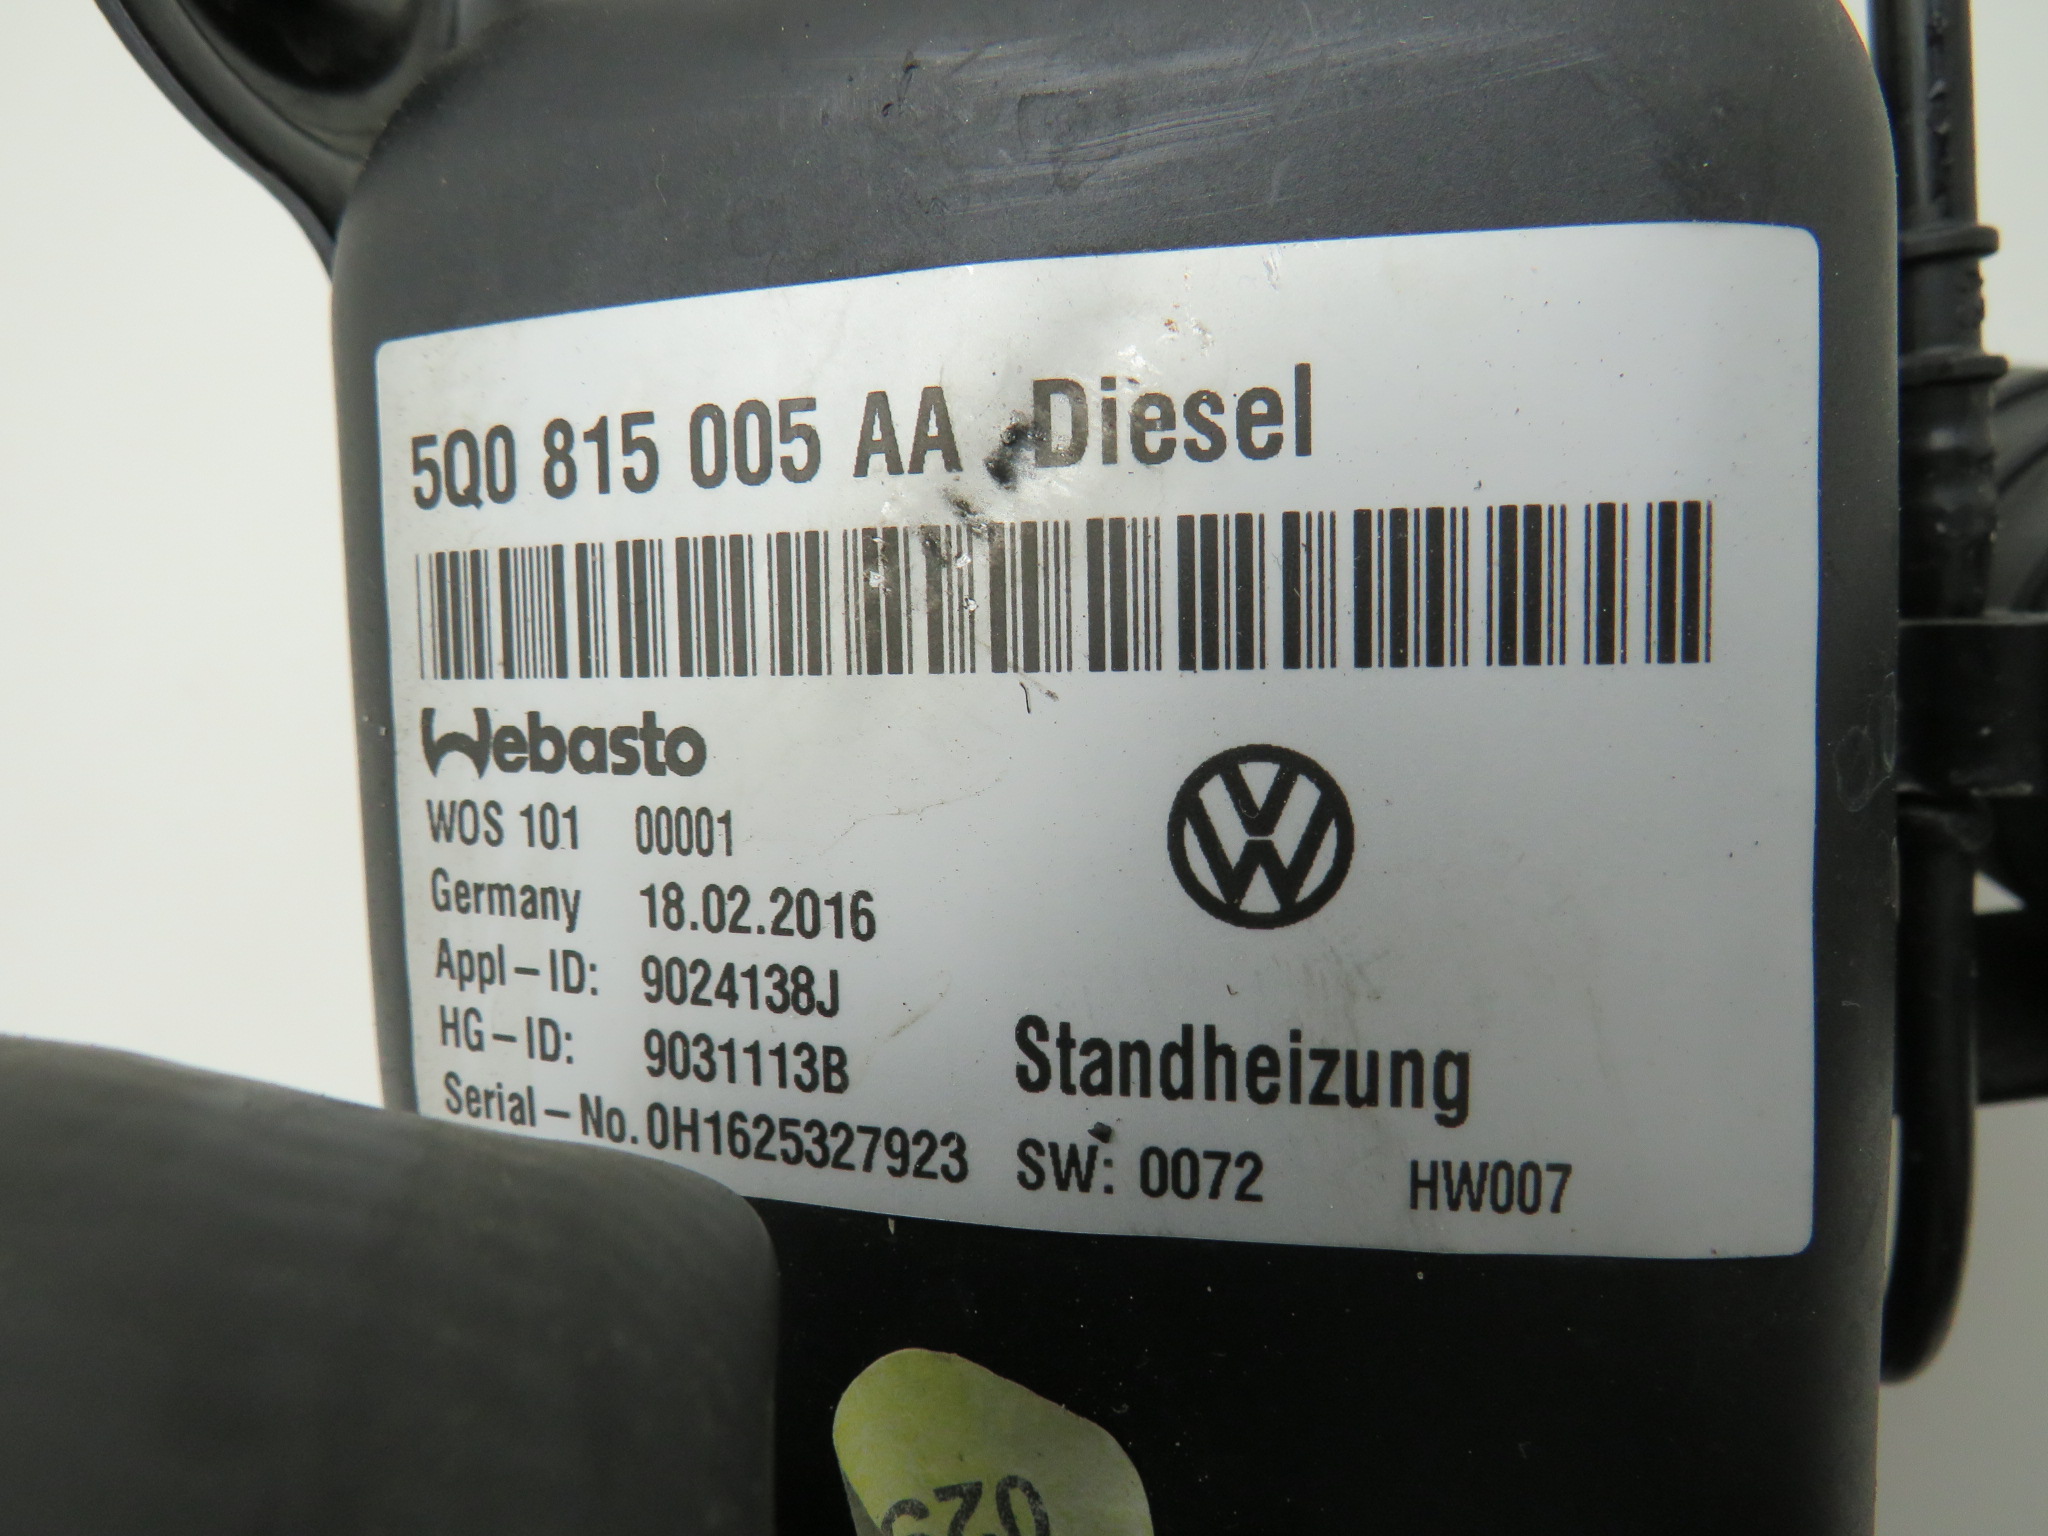 5Q0 815 005 AA Diesel
Webasto
WOS 101 00001
Germany 18.02.2016
Appl-ID: 9024138J
HG-ID: 9031113B
Standheizung
Serial-No. 0H1625327923 SW: 0072 HW007